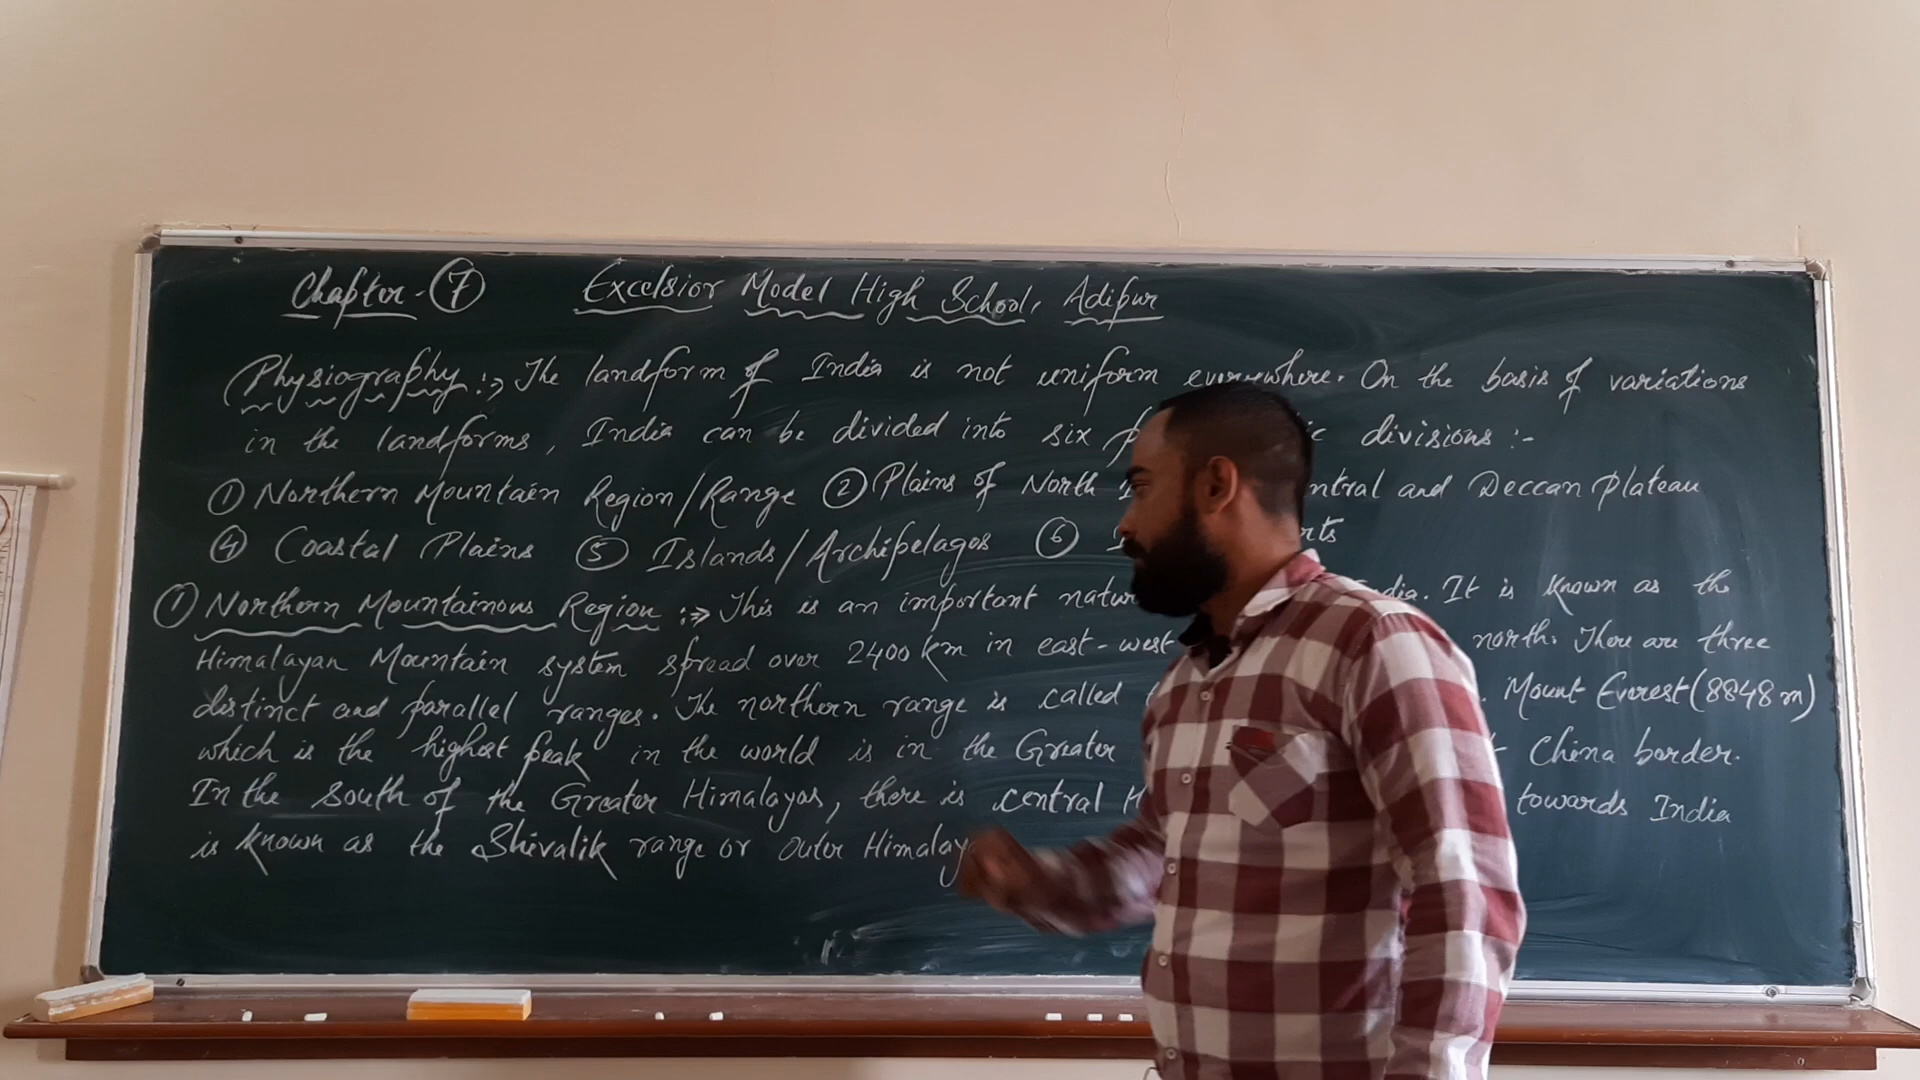 Chapter - 7 Excelsior Model High School, Adipur
Physiography :-> The landform of India is not uniform everywhere. On the basis of variations
in the landforms, India can be divided into six divisions :-
① Northern Mountain Region/Range ② Plains of North and Deccan plateau
④ Coastal Plains ⑤ Islands/Archipelagos ⑥
① Northern Mountainous Region :=> This is an important It is known as the
Himalayan Mountain system spread over 2400 km in east-west north. There are three
distinct and parallel ranges. The northern range is called Mount Everest (8848 m)
which is the highest peak in the world is in the Greater China border.
In the south of the Greater Himalayas, there is central towards India
is known as the Shivalik range or outer